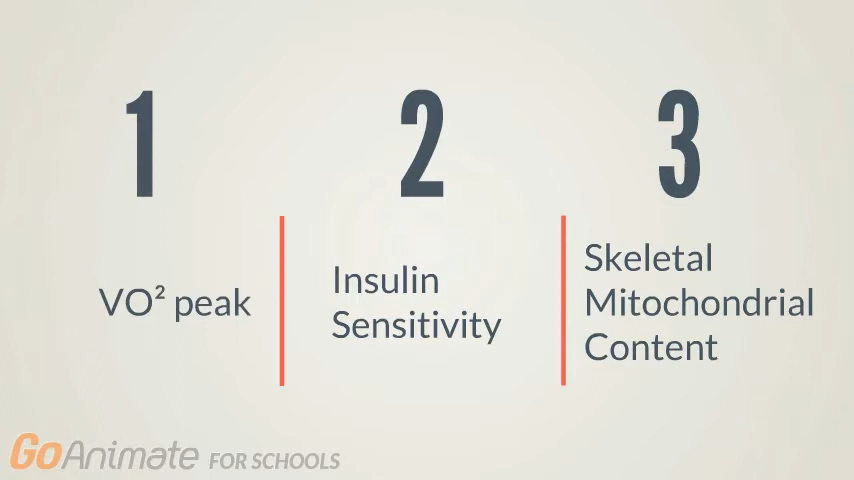 1
2
3
VO² peak
Insulin
Sensitivity
Skeletal
Mitochondrial
Content
GoAnimate FOR SCHOOLS